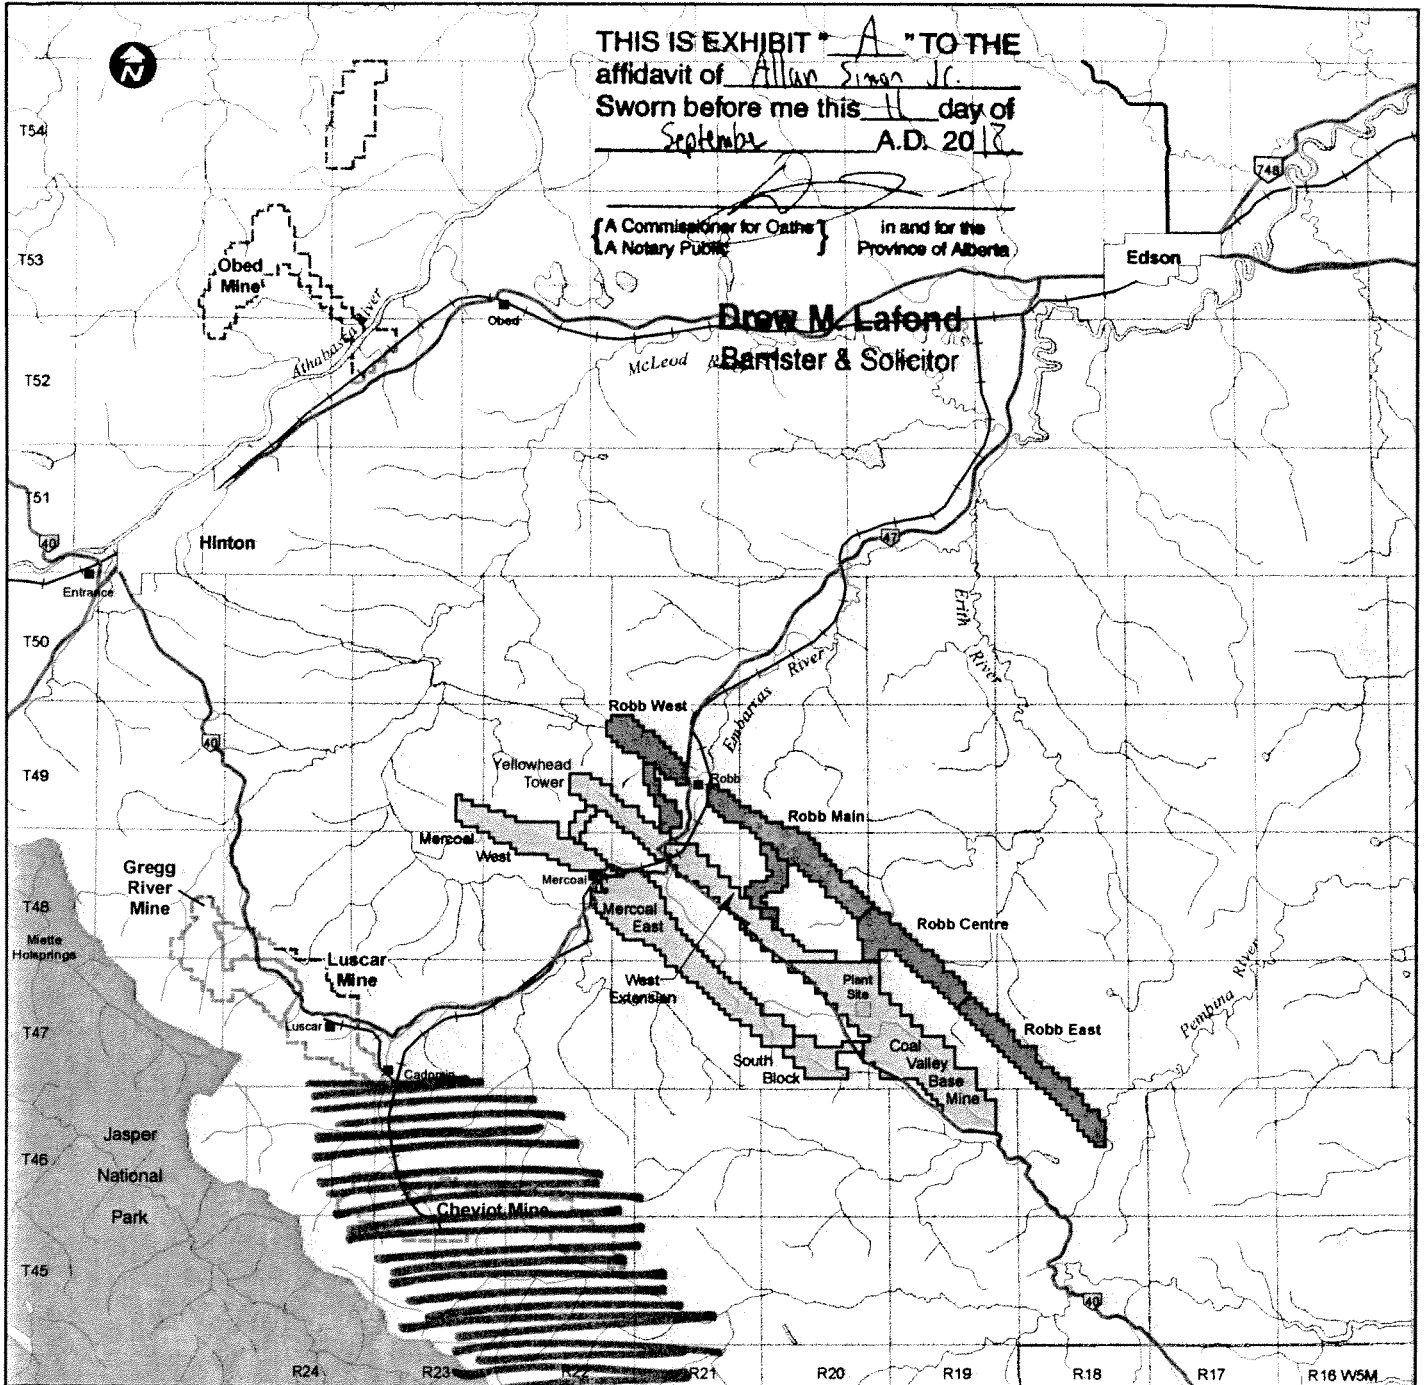 N
THIS IS EXHIBIT " A " TO THE
affidavit of Allan Simon Jr.
Sworn before me this 11 day of
September A.D. 20
{A Commissioner for Oaths}
{A Notary Public}
in and for the
Province of Alberta
Drew M. Lafond
Barrister & Solicitor
T54
748
T53
Obed
Mine
Edson
Obed
Athabasca River
McLeod
T52
T51
40
Hinton
47
Entrance
T50
Erith
River
Embarras River
Robb West
40
T49
Yellowhead
Tower
Robb
Robb Main
Mercoal
West
Gregg
River
Mine
Mercoal
T48
Mercoal
East
Robb Centre
Miette
Hotsprings
Luscar
Mine
West
Extension
Plant
Site
Pembina River
T47
Luscar
Robb East
Coal
Valley
Base
Mine
South
Block
Cadomin
Jasper
National
Park
T46
Cheviot Mine
T45
40
R24
R23
R22
R21
R20
R19
R18
R17
R16 W5M